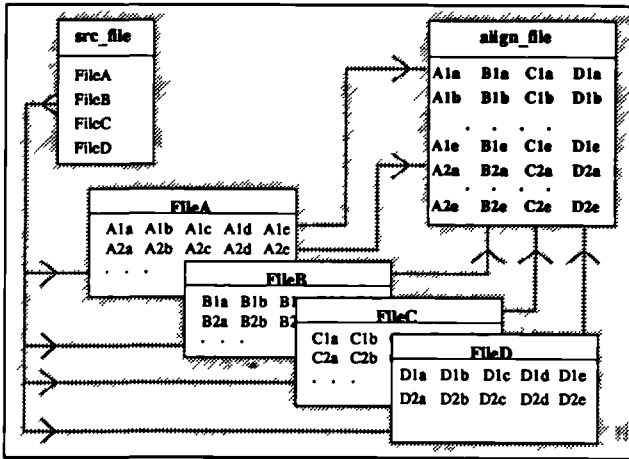 src_file
FileA
FileB
FileC
FileD
align_file
A1a B1a C1a D1a
A1b B1b C1b D1b
. . . .
A1e B1e C1e D1e
A2a B2a C2a D2a
. . . .
A2e B2e C2e D2e
FileA
A1a A1b A1c A1d A1e
A2a A2b A2c A2d A2c
. . .
FileB
B1a B1b B1
B2a B2b B2
. . .
FileC
C1a C1b
C2a C2b
. . .
FileD
D1a D1b D1c D1d D1e
D2a D2b D2c D2d D2e